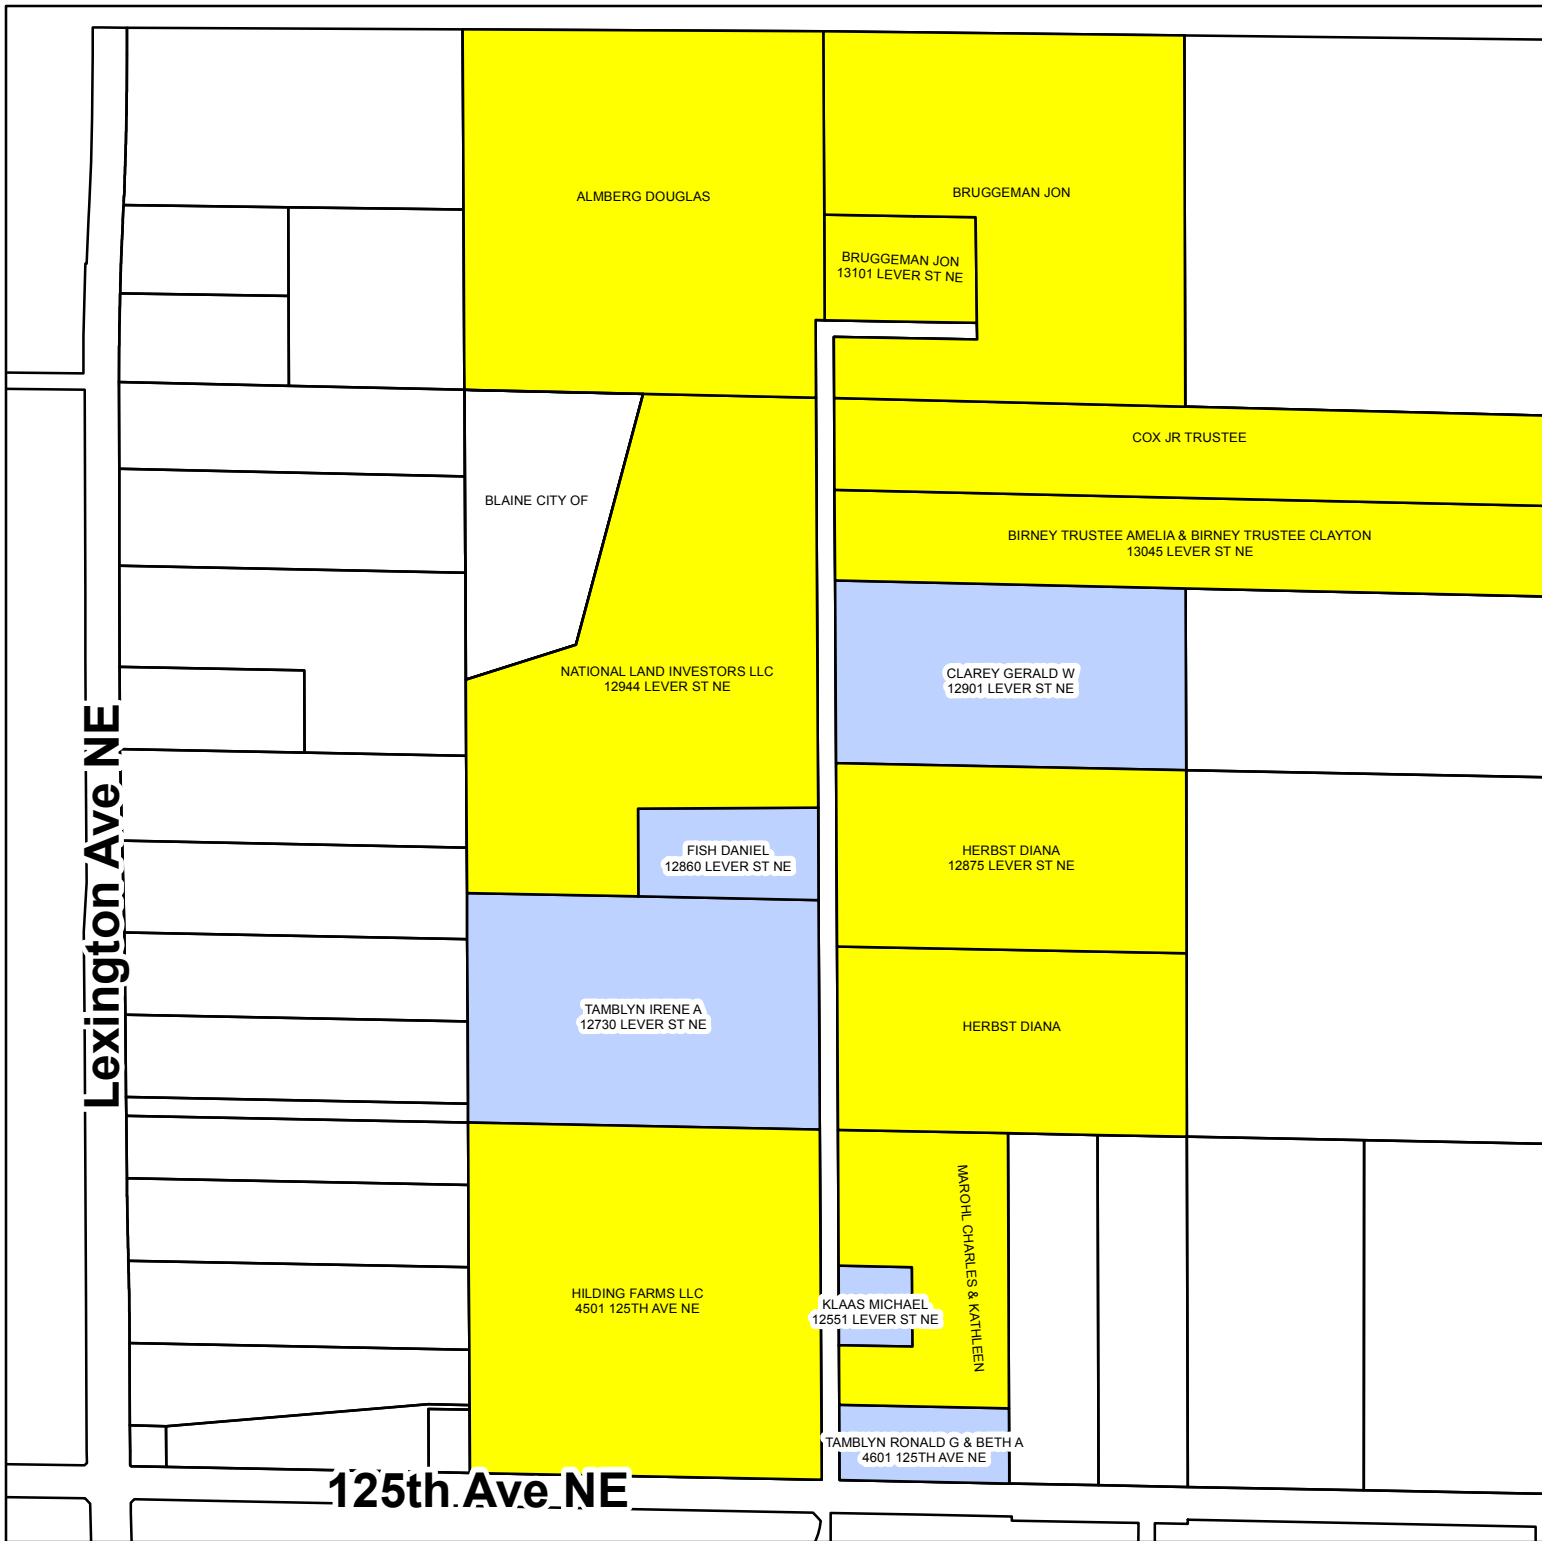 ALMBERG DOUGLAS
BRUGGEMAN JON
BRUGGEMAN JON
13101 LEVER ST NE
COX JR TRUSTEE
BLAINE CITY OF
BIRNEY TRUSTEE AMELIA & BIRNEY TRUSTEE CLAYTON
13045 LEVER ST NE
NATIONAL LAND INVESTORS LLC
12944 LEVER ST NE
CLAREY GERALD W
12901 LEVER ST NE
FISH DANIEL
12860 LEVER ST NE
HERBST DIANA
12875 LEVER ST NE
Lexington Ave NE
TAMBLYN IRENE A
12730 LEVER ST NE
HERBST DIANA
MAROHL CHARLES & KATHLEEN
HILDING FARMS LLC
4501 125TH AVE NE
KLAAS MICHAEL
12551 LEVER ST NE
TAMBLYN RONALD G & BETH A
4601 125TH AVE NE
125th Ave NE